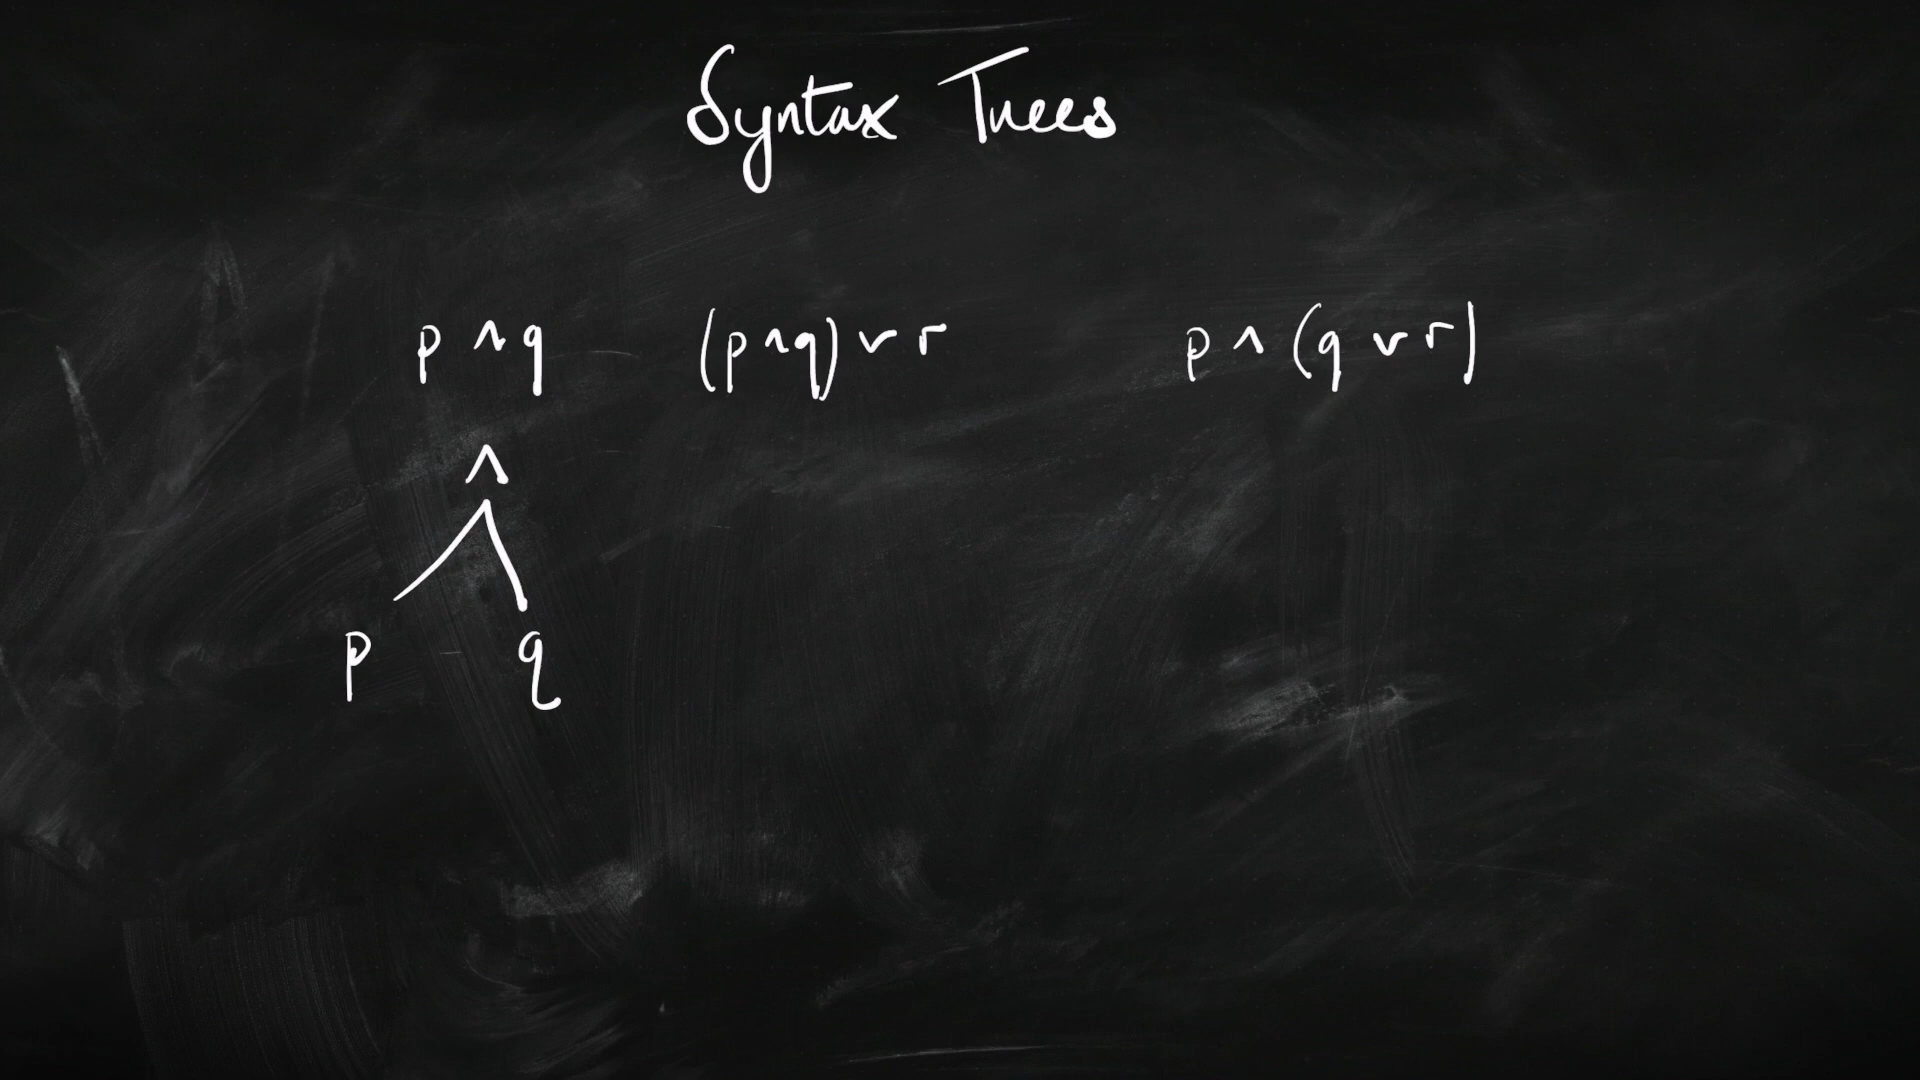 Syntax Trees
p ∧ q (p ∧ q) ∨ r p ∧ (q ∨ r)
∧
p q